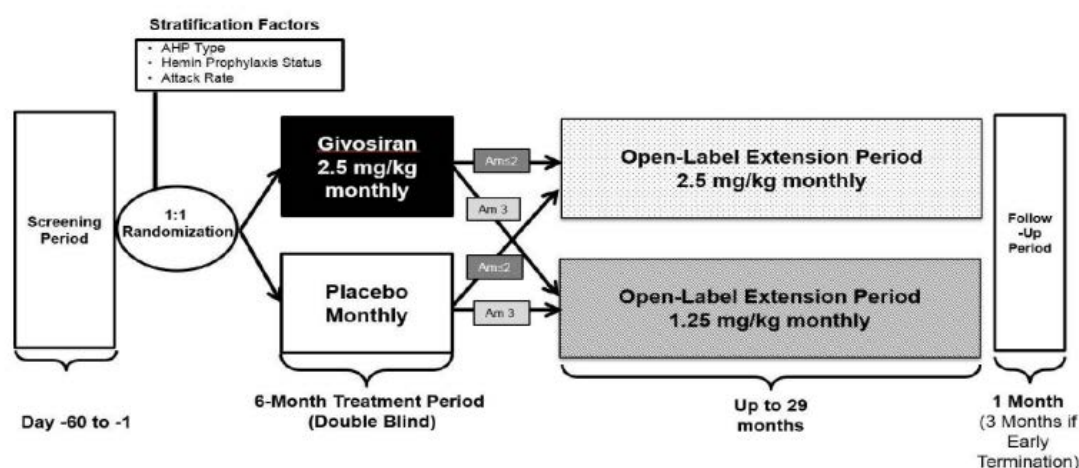 Stratification Factors
• AHP Type
• Hemin Prophylaxis Status
• Attack Rate
Screening
Period
1:1
Randomization
Givosiran
2.5 mg/kg
monthly
Placebo
Monthly
Ams2
Am 3
Ams2
Am 3
Open-Label Extension Period
2.5 mg/kg monthly
Open-Label Extension Period
1.25 mg/kg monthly
Follow
-Up
Period
Day -60 to -1
6-Month Treatment Period
(Double Blind)
Up to 29
months
1 Month
(3 Months if
Early
Termination)